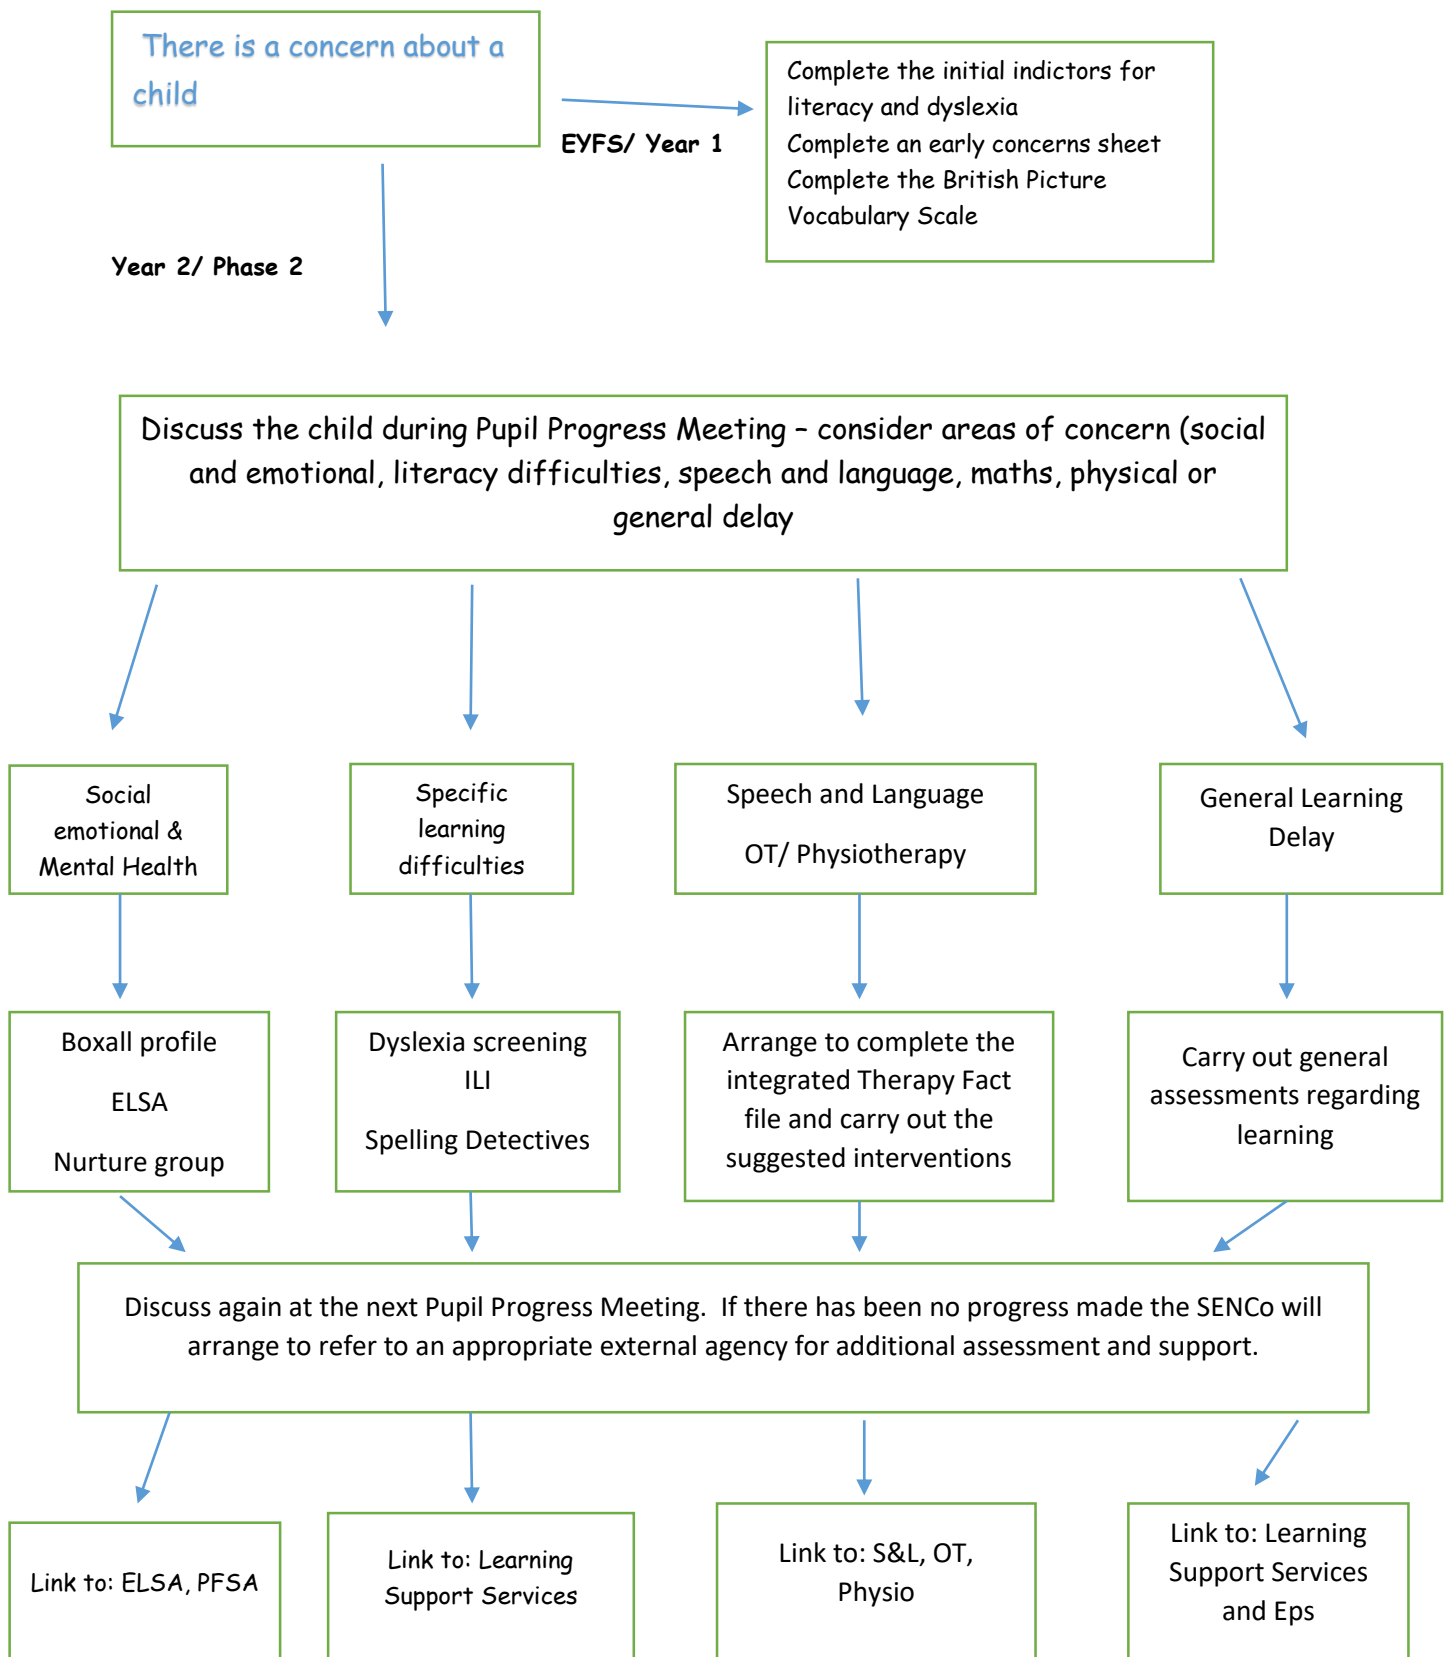 There is a concern about a
child
EYFS/ Year 1
Complete the initial indictors for
literacy and dyslexia
Complete an early concerns sheet
Complete the British Picture
Vocabulary Scale
Year 2/ Phase 2
Discuss the child during Pupil Progress Meeting – consider areas of concern (social
and emotional, literacy difficulties, speech and language, maths, physical or
general delay
Social
emotional &
Mental Health
Specific
learning
difficulties
Speech and Language
OT/ Physiotherapy
General Learning
Delay
Boxall profile
ELSA
Nurture group
Dyslexia screening
ILI
Spelling Detectives
Arrange to complete the
integrated Therapy Fact
file and carry out the
suggested interventions
Carry out general
assessments regarding
learning
Discuss again at the next Pupil Progress Meeting.  If there has been no progress made the SENCo will
arrange to refer to an appropriate external agency for additional assessment and support.
Link to: ELSA, PFSA
Link to: Learning
Support Services
Link to: S&L, OT,
Physio
Link to: Learning
Support Services
and Eps